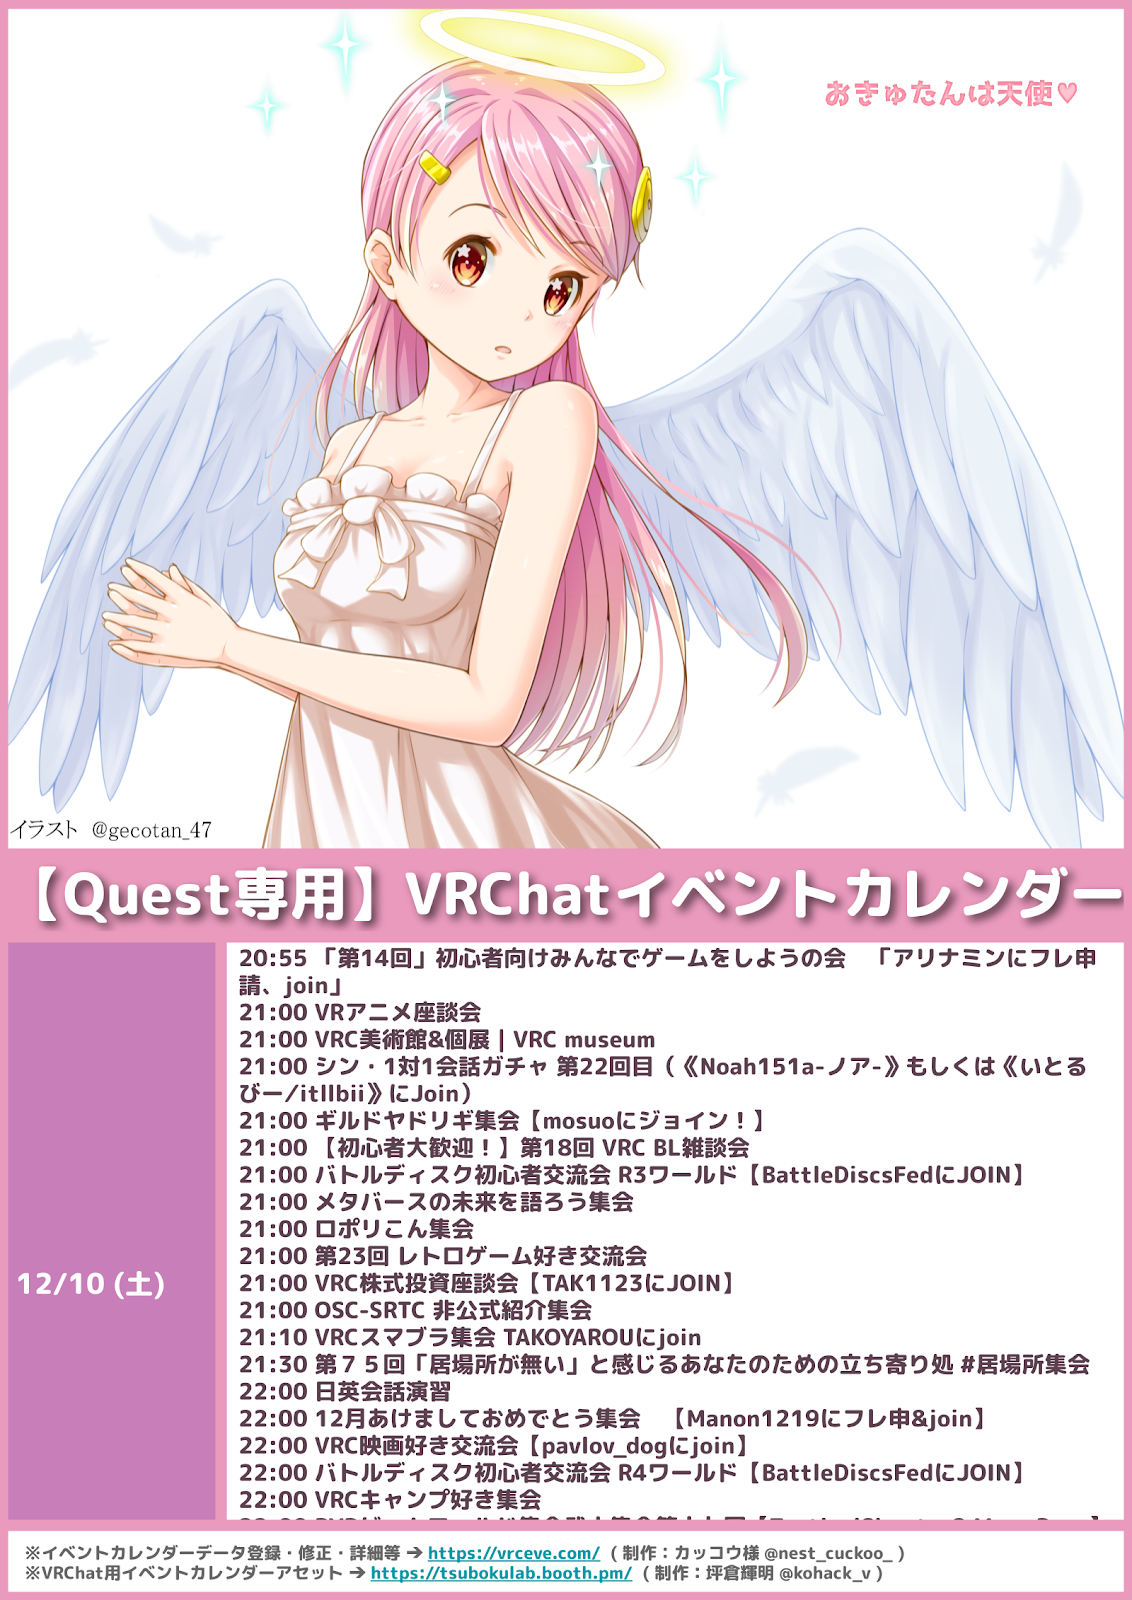 おきゅたんは天使♥
イラスト @gecotan_47
【Quest専用】VRChatイベントカレンダー
12/10 (土)
20:55 「第14回」初心者向けみんなでゲームをしようの会　「アリナミンにフレ申
請、join」
21:00 VRアニメ座談会
21:00 VRC美術館&個展 | VRC museum
21:00 シン・1対1会話ガチャ 第22回目（《Noah151a-ノア-》もしくは《いとる
びー/itllbii》にJoin）
21:00 ギルドヤドリギ集会【mosuoにジョイン！】
21:00 【初心者大歓迎！】第18回 VRC BL雑談会
21:00 バトルディスク初心者交流会 R3ワールド【BattleDiscsFedにJOIN】
21:00 メタバースの未来を語ろう集会
21:00 ロポリこん集会
21:00 第23回 レトロゲーム好き交流会
21:00 VRC株式投資座談会【TAK1123にJOIN】
21:00 OSC-SRTC 非公式紹介集会
21:10 VRCスマブラ集会 TAKOYAROUにjoin
21:30 第７５回「居場所が無い」と感じるあなたのための立ち寄り処 #居場所集会
22:00 日英会話演習
22:00 12月あけましておめでとう集会　【Manon1219にフレ申&join】
22:00 VRC映画好き交流会【pavlov_dogにjoin】
22:00 バトルディスク初心者交流会 R4ワールド【BattleDiscsFedにJOIN】
22:00 VRCキャンプ好き集会
※イベントカレンダーデータ登録・修正・詳細等 ➔ https://vrceve.com/ （ 制作：カッコウ様 @nest_cuckoo_ ）
※VRChat用イベントカレンダーアセット ➔ https://tsubokulab.booth.pm/ （ 制作：坪倉輝明 @kohack_v ）